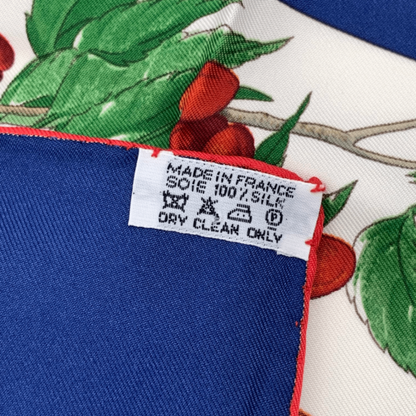 MADE IN FRANCE
SOIE 100% SILK
P
DRY CLEAN ONLY